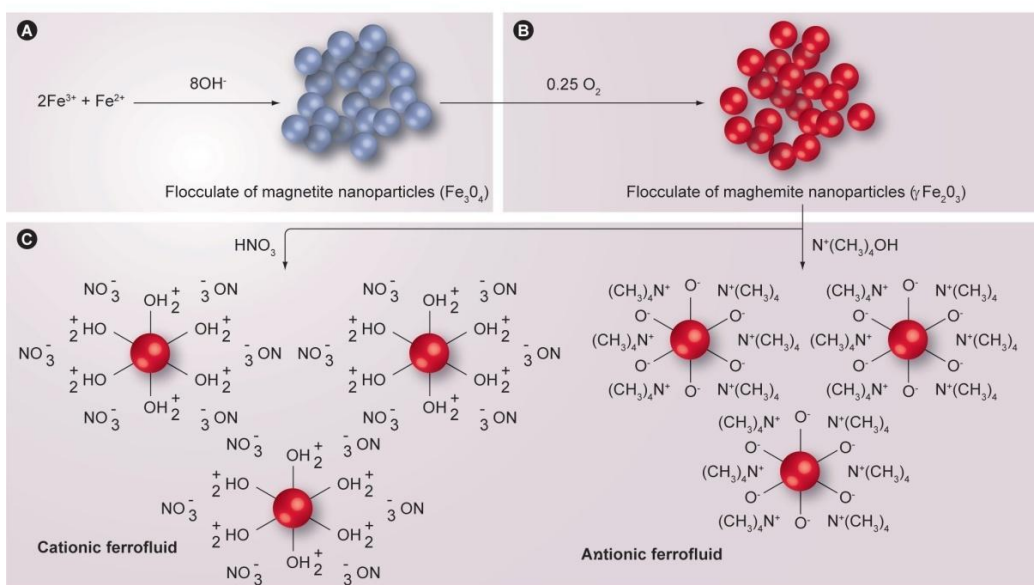 A
2Fe³⁺ + Fe²⁺
8OH⁻
Flocculate of magnetite nanoparticles (Fe₃0₄)
B
0.25 O₂
Flocculate of maghemite nanoparticles (γFe₂0₃)
C
HNO₃
N⁺(CH₃)₄OH
NO₃⁻ OH₂⁺ ₃⁻ON
₂⁺HO OH₂⁺
NO₃⁻ ₃⁻ON
₂⁺HO OH₂⁺
NO₃⁻ OH₂⁺ ₃⁻ON
NO₃⁻ OH₂⁺ ₃⁻ON
₂⁺HO OH₂⁺
NO₃⁻ ₃⁻ON
₂⁺HO OH₂⁺
NO₃⁻ OH₂⁺ ₃⁻ON
NO₃⁻ OH₂⁺ ₃⁻ON
₂⁺HO OH₂⁺
NO₃⁻ ₃⁻ON
₂⁺HO OH₂⁺
NO₃⁻ OH₂⁺ ₃⁻ON
Cationic ferrofluid
(CH₃)₄N⁺ O⁻ N⁺(CH₃)₄
O⁻ O⁻
(CH₃)₄N⁺ N⁺(CH₃)₄
O⁻ O⁻
(CH₃)₄N⁺ O⁻ N⁺(CH₃)₄
(CH₃)₄N⁺ O⁻ N⁺(CH₃)₄
O⁻ O⁻
(CH₃)₄N⁺ N⁺(CH₃)₄
O⁻ O⁻
(CH₃)₄N⁺ O⁻ N⁺(CH₃)₄
(CH₃)₄N⁺ O⁻ N⁺(CH₃)₄
O⁻ O⁻
(CH₃)₄N⁺ N⁺(CH₃)₄
O⁻ O⁻
(CH₃)₄N⁺ O⁻ N⁺(CH₃)₄
Antionic ferrofluid